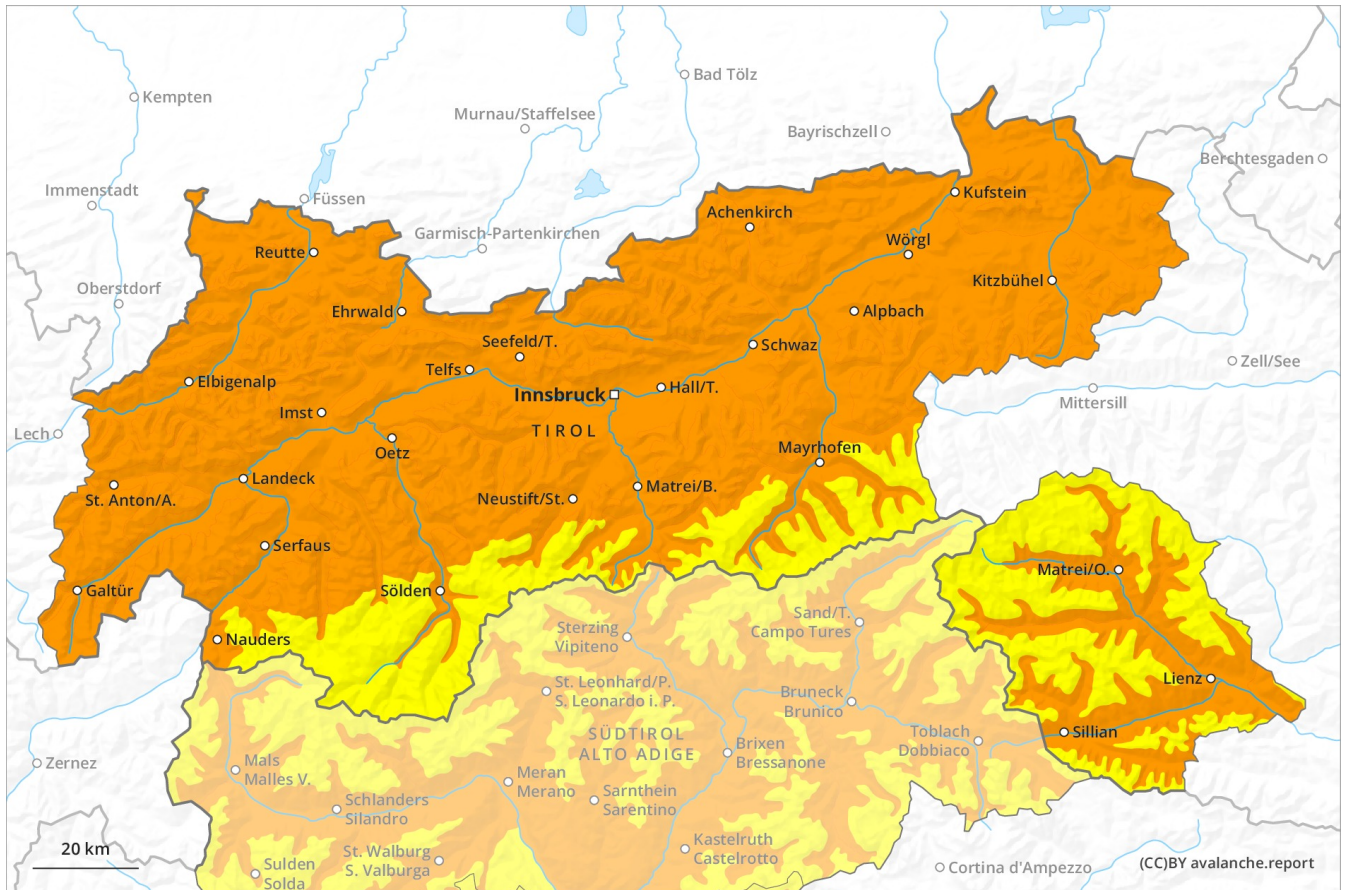 Bad Tölz
Kempten
Murnau/Staffelsee
Bayrischzell
Berchtesgaden
Immenstadt
Füssen
Kufstein
Achenkirch
Garmisch-Partenkirchen
Wörgl
Reutte
Kitzbühel
Oberstdorf
Ehrwald
Alpbach
Seefeld/T.
Schwaz
Zell/See
Telfs
Elbigenalp
Innsbruck
Hall/T.
Mittersill
Imst
TIROL
Lech
Oetz
Mayrhofen
Landeck
St. Anton/A.
Neustift/St.
Matrei/B.
Serfaus
Matrei/O.
Galtür
Sölden
Sand/T.
Campo Tures
Sterzing
Vipiteno
Nauders
Lienz
St. Leonhard/P.
S. Leonardo i. P.
Bruneck
Brunico
SÜDTIROL
ALTO ADIGE
Toblach
Dobbiaco
Sillian
Brixen
Bressanone
Zernez
Mals
Malles V.
Meran
Merano
Sarnthein
Sarentino
Schlanders
Silandro
Kastelruth
Castelrotto
20 km
St. Walburg
S. Valburga
Sulden
Solda
Cortina d'Ampezzo
(CC)BY avalanche.report